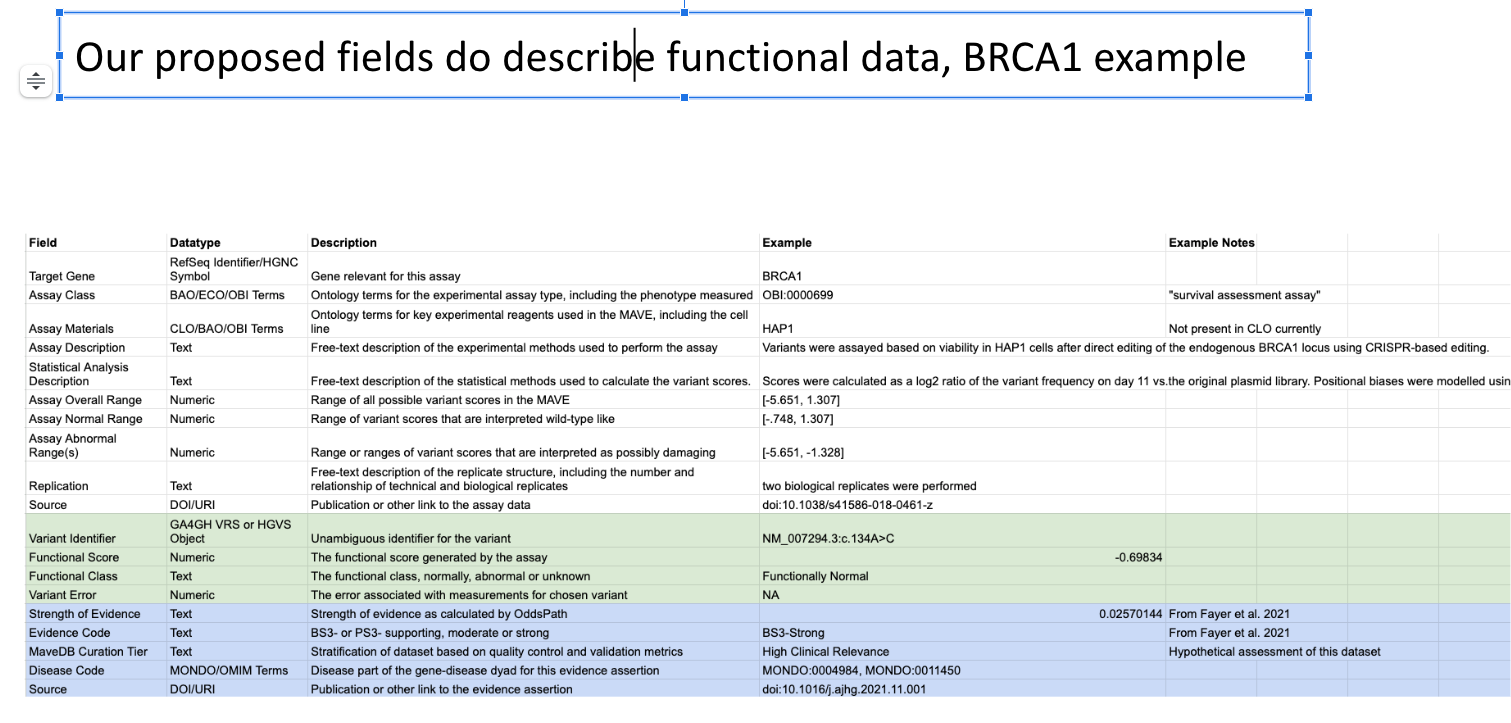 Our proposed fields do describe functional data, BRCA1 example
Field Datatype Description Example Example Notes
RefSeq Identifier/HGNC
Target Gene Symbol Gene relevant for this assay BRCA1
Assay Class BAO/ECO/OBI Terms Ontology terms for the experimental assay type, including the phenotype measured OBI:0000699 "survival assessment assay"
Ontology terms for key experimental reagents used in the MAVE, including the cell
Assay Materials CLO/BAO/OBI Terms line HAP1 Not present in CLO currently
Assay Description Text Free-text description of the experimental methods used to perform the assay Variants were assayed based on viability in HAP1 cells after direct editing of the endogenous BRCA1 locus using CRISPR-based editing.
Statistical Analysis
Description Text Free-text description of the statistical methods used to calculate the variant scores. Scores were calculated as a log2 ratio of the variant frequency on day 11 vs.the original plasmid library. Positional biases were modelled usin
Assay Overall Range Numeric Range of all possible variant scores in the MAVE [-5.651, 1.307]
Assay Normal Range Numeric Range of variant scores that are interpreted wild-type like [-.748, 1.307]
Assay Abnormal
Range(s) Numeric Range or ranges of variant scores that are interpreted as possibly damaging [-5.651, -1.328]
Free-text description of the replicate structure, including the number and
Replication Text relationship of technical and biological replicates two biological replicates were performed
Source DOI/URI Publication or other link to the assay data doi:10.1038/s41586-018-0461-z
GA4GH VRS or HGVS
Variant Identifier Object Unambiguous identifier for the variant NM_007294.3:c.134A>C
Functional Score Numeric The functional score generated by the assay -0.69834
Functional Class Text The functional class, normally, abnormal or unknown Functionally Normal
Variant Error Numeric The error associated with measurements for chosen variant NA
Strength of Evidence Text Strength of evidence as calculated by OddsPath 0.02570144 From Fayer et al. 2021
Evidence Code Text BS3- or PS3- supporting, moderate or strong BS3-Strong From Fayer et al. 2021
MaveDB Curation Tier Text Stratification of dataset based on quality control and validation metrics High Clinical Relevance Hypothetical assessment of this dataset
Disease Code MONDO/OMIM Terms Disease part of the gene-disease dyad for this evidence assertion MONDO:0004984, MONDO:0011450
Source DOI/URI Publication or other link to the evidence assertion doi:10.1016/j.ajhg.2021.11.001